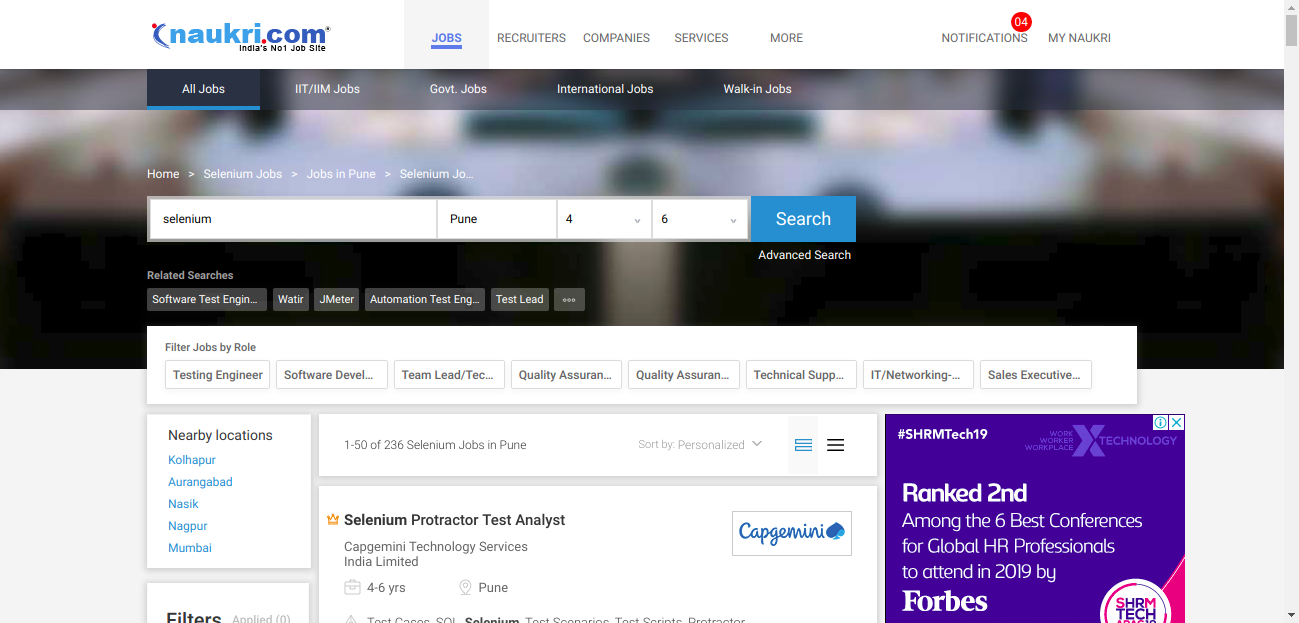 naukri.com
India's No1 Job Site
JOBS
RECRUITERS
COMPANIES
SERVICES
MORE
04
NOTIFICATIONS
MY NAUKRI
All Jobs
IIT/IIM Jobs
Govt. Jobs
International Jobs
Walk-in Jobs
Home > Selenium Jobs > Jobs in Pune > Selenium Jo...
selenium
Pune
4
6
Search
Advanced Search
Related Searches
Software Test Engin...
Watir
JMeter
Automation Test Eng...
Test Lead
Filter Jobs by Role
Testing Engineer
Software Devel...
Team Lead/Tec...
Quality Assuran...
Quality Assuran...
Technical Supp...
IT/Networking-...
Sales Executive...
Nearby locations
Kolhapur
Aurangabad
Nasik
Nagpur
Mumbai
Filters Applied (0)
1-50 of 236 Selenium Jobs in Pune
Sort by: Personalized
Selenium Protractor Test Analyst
Capgemini Technology Services
India Limited
Capgemini
4-6 yrs
Pune
Test Cases, SQL, Selenium, Test Scenarios, Test Scripts, Protractor
#SHRMTech19
WORK
WORKER
WORKPLACE
X TECHNOLOGY
Ranked 2nd
Among the 6 Best Conferences
for Global HR Professionals
to attend in 2019 by
Forbes
SHRM
TECH